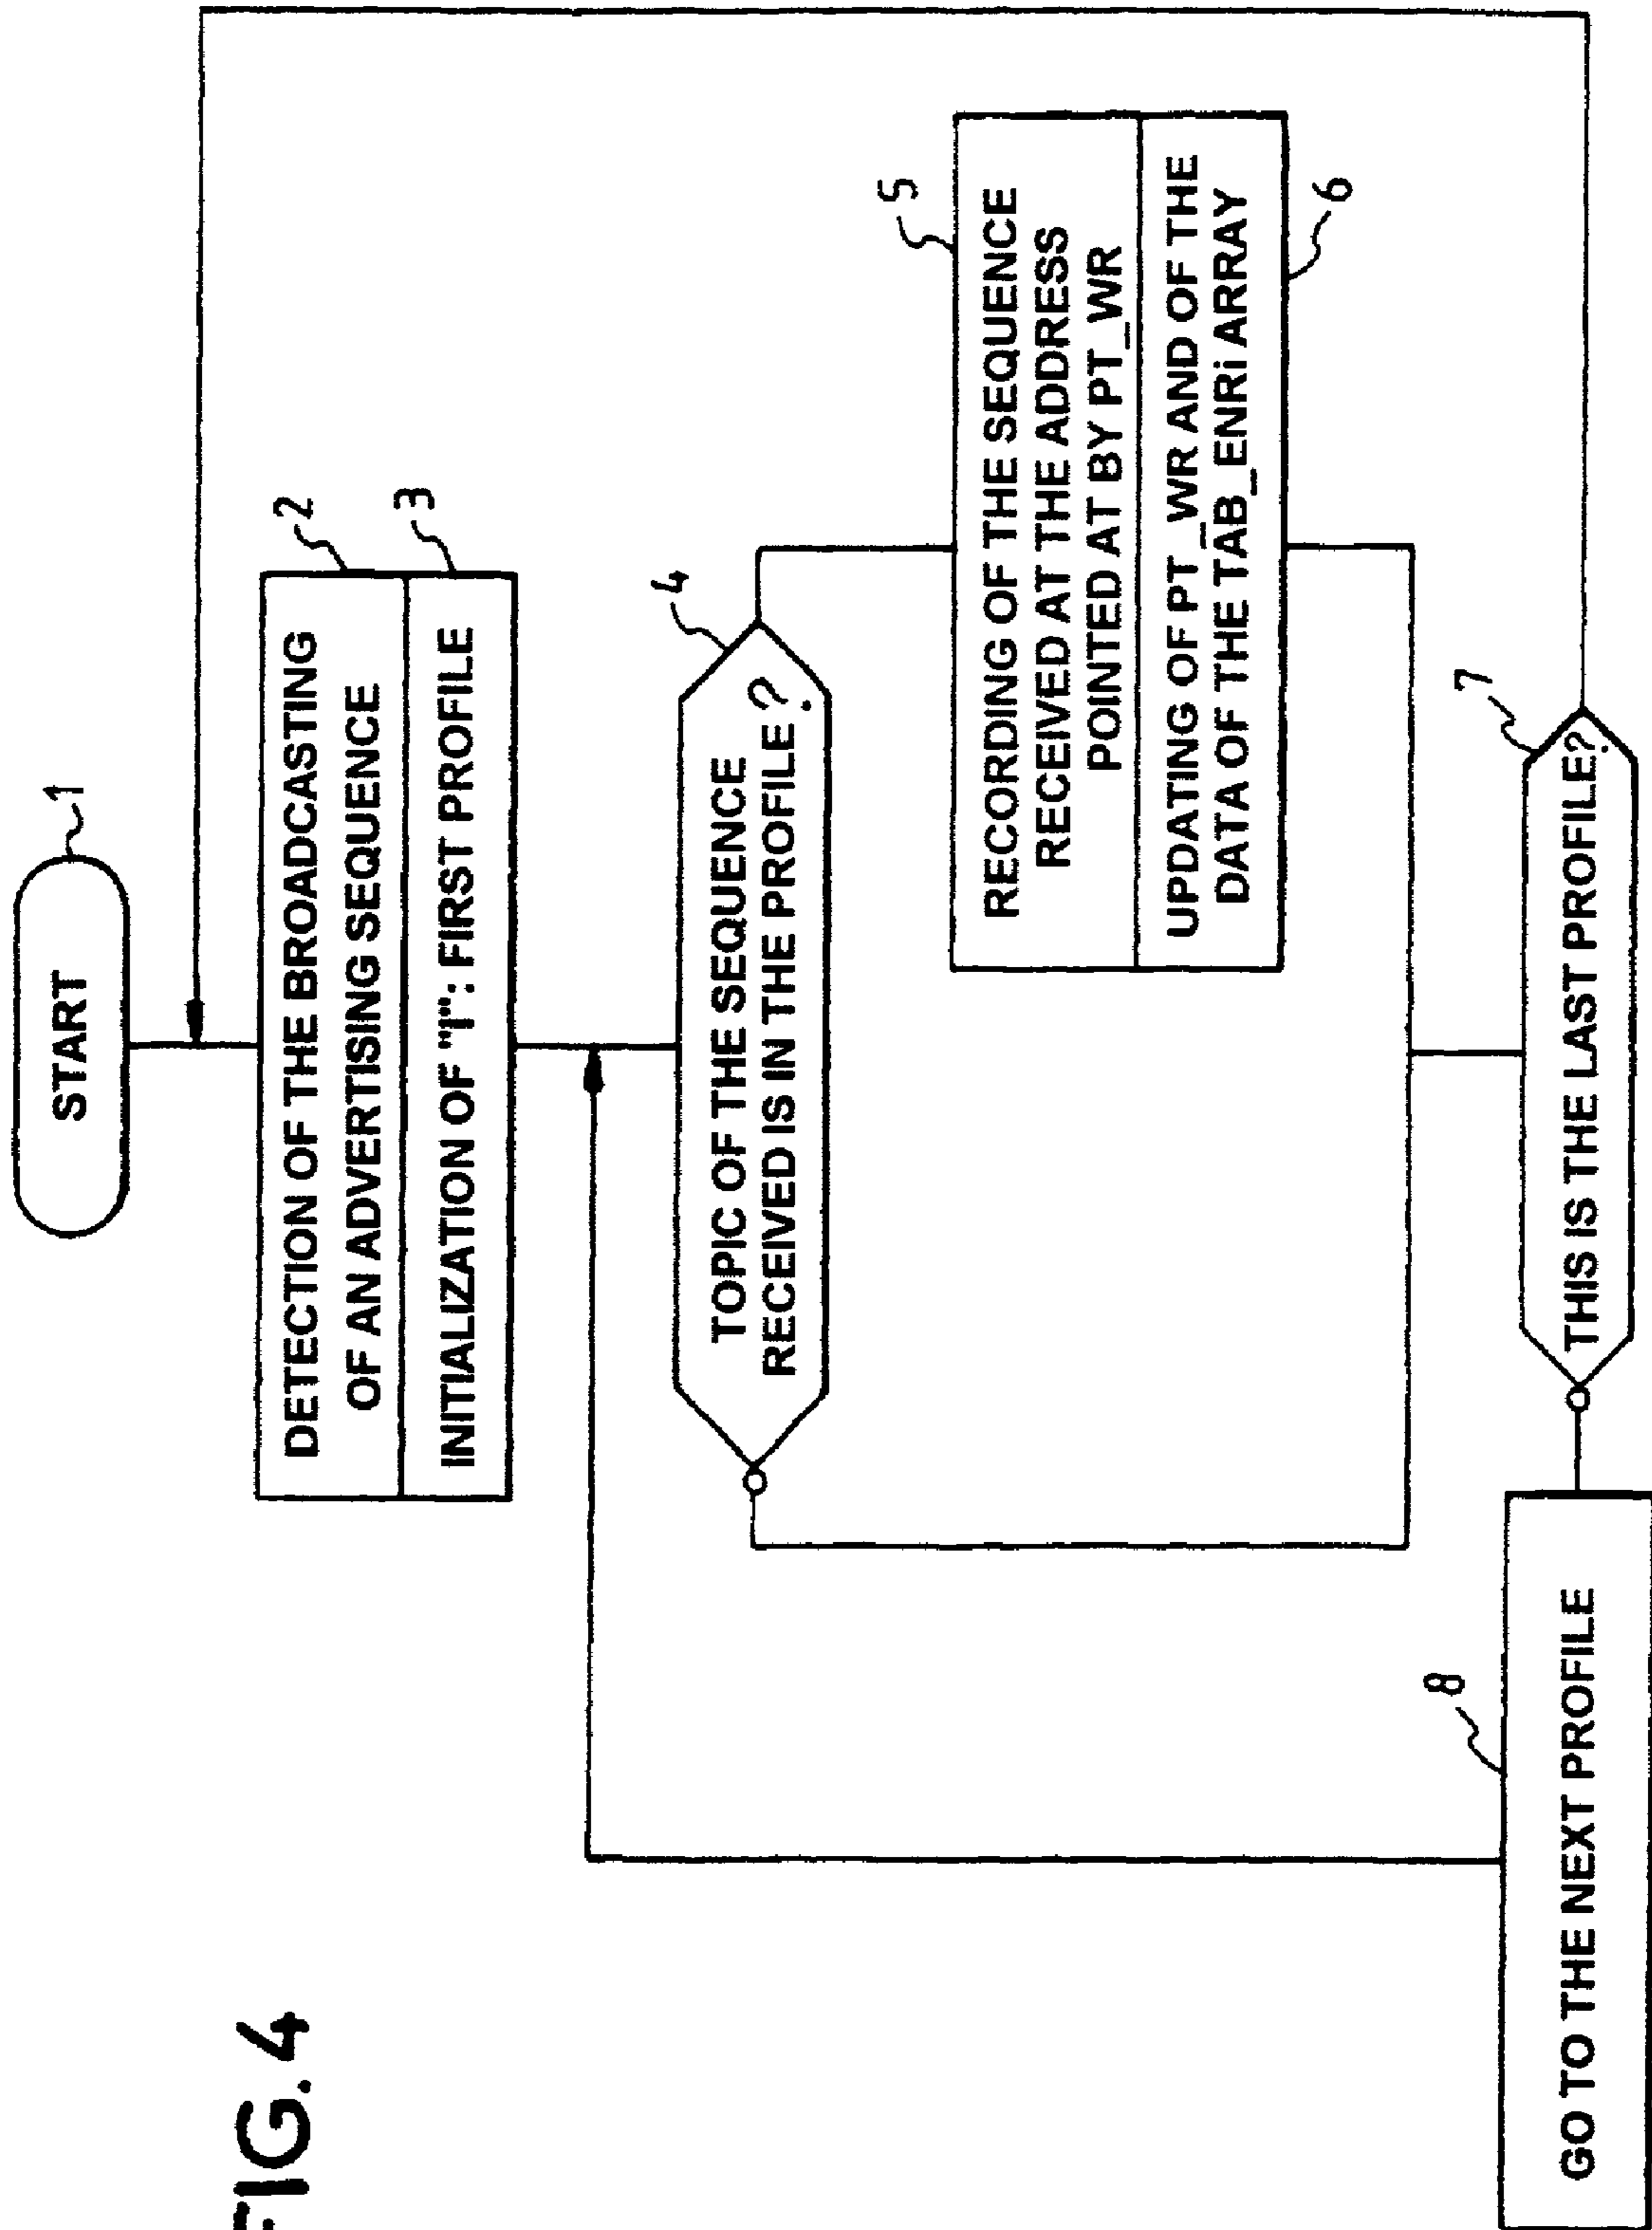 FIG. 4
START
1
DETECTION OF THE BROADCASTING
OF AN ADVERTISING SEQUENCE
2
INITIALIZATION OF "I": FIRST PROFILE
3
TOPIC OF THE SEQUENCE
RECEIVED IS IN THE PROFILE ?
4
RECORDING OF THE SEQUENCE
RECEIVED AT THE ADDRESS
POINTED AT BY PT_WR
5
UPDATING OF PT_WR AND OF THE
DATA OF THE TAB_ENRi ARRAY
6
THIS IS THE LAST PROFILE?
7
GO TO THE NEXT PROFILE
8